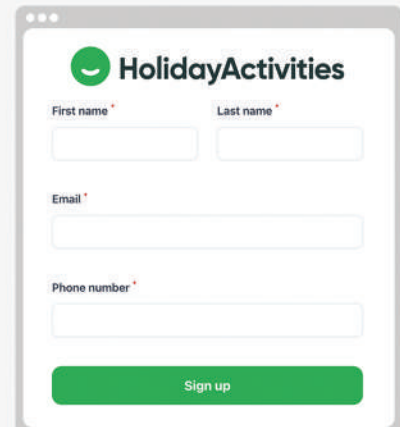 HolidayActivities
First name * Last name *
Email *
Phone number *
Sign up